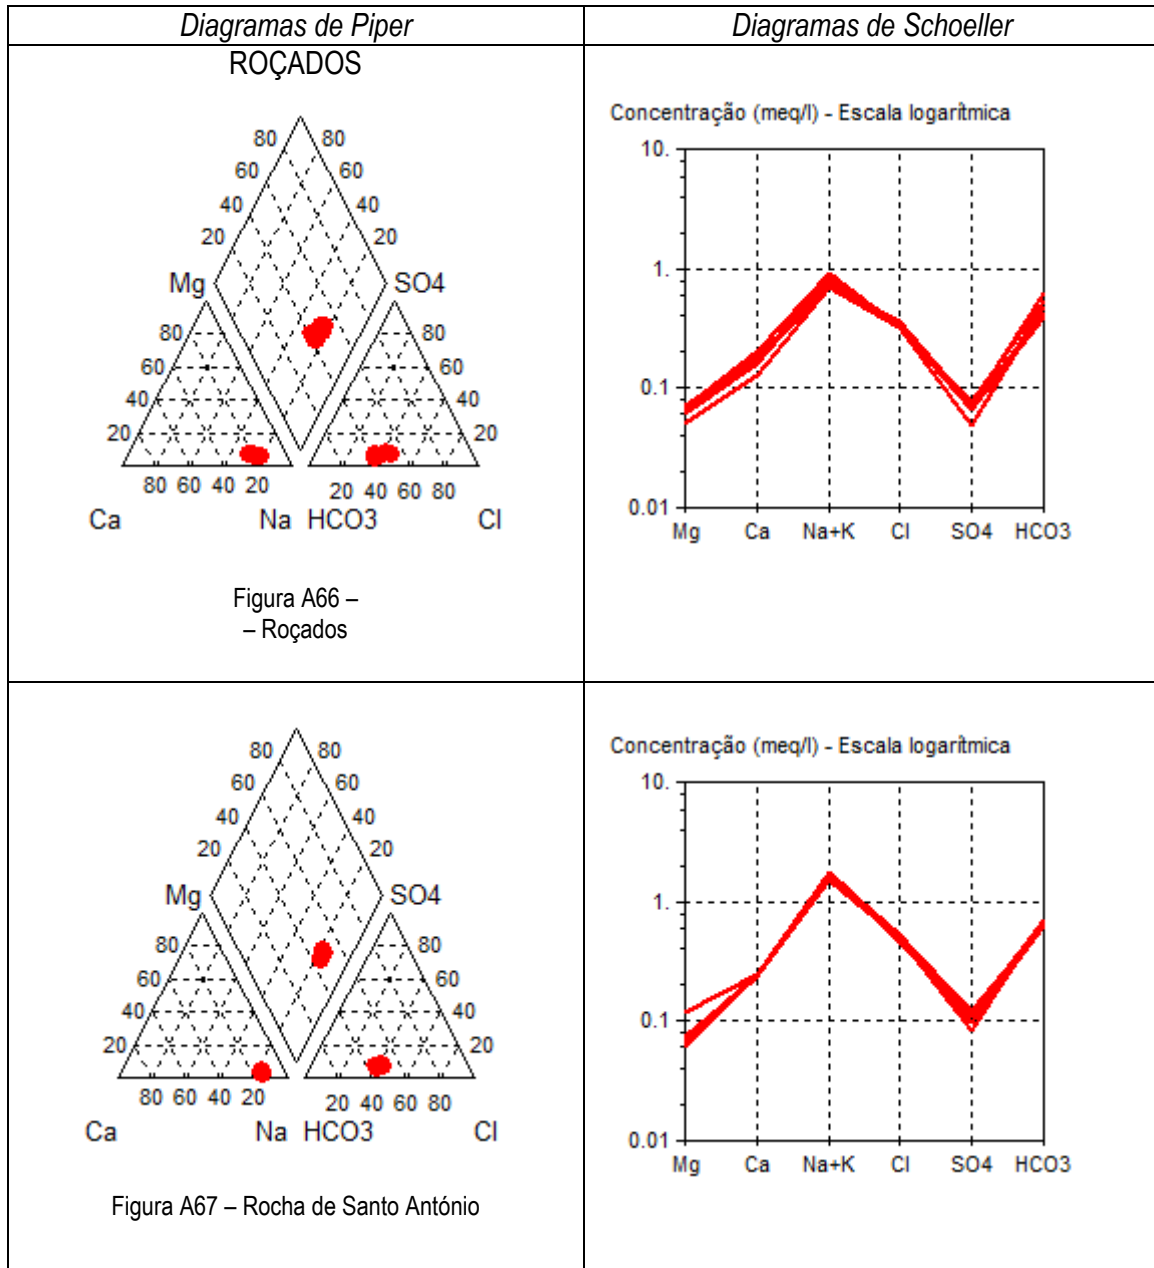 Diagramas de Piper
Diagramas de Schoeller
ROÇADOS
80 80
60 60
40 40
20 20
Mg SO4
80 80
60 60
40 40
20 20
80 60 40 20 20 40 60 80
Ca Na HCO3 Cl
Figura A66 –
– Roçados
Concentração (meq/l) - Escala logarítmica
10.
1.
0.1
0.01
Mg Ca Na+K Cl SO4 HCO3
80 80
60 60
40 40
20 20
Mg SO4
80 80
60 60
40 40
20 20
80 60 40 20 20 40 60 80
Ca Na HCO3 Cl
Figura A67 – Rocha de Santo António
Concentração (meq/l) - Escala logarítmica
10.
1.
0.1
0.01
Mg Ca Na+K Cl SO4 HCO3